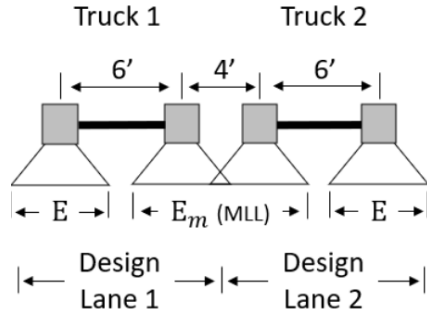 Truck 1 Truck 2
6’ 4’ 6’
E Eₘ (MLL) E
Design Design
Lane 1 Lane 2